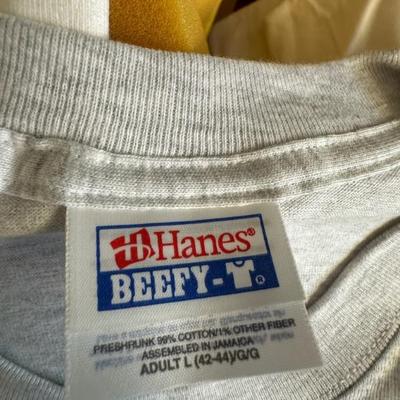 Hanes®
BEEFY-T®
PRESHRUNK 99% COTTON/1% OTHER FIBER
ASSEMBLED IN JAMAICA
ADULT L (42-44)/G/G